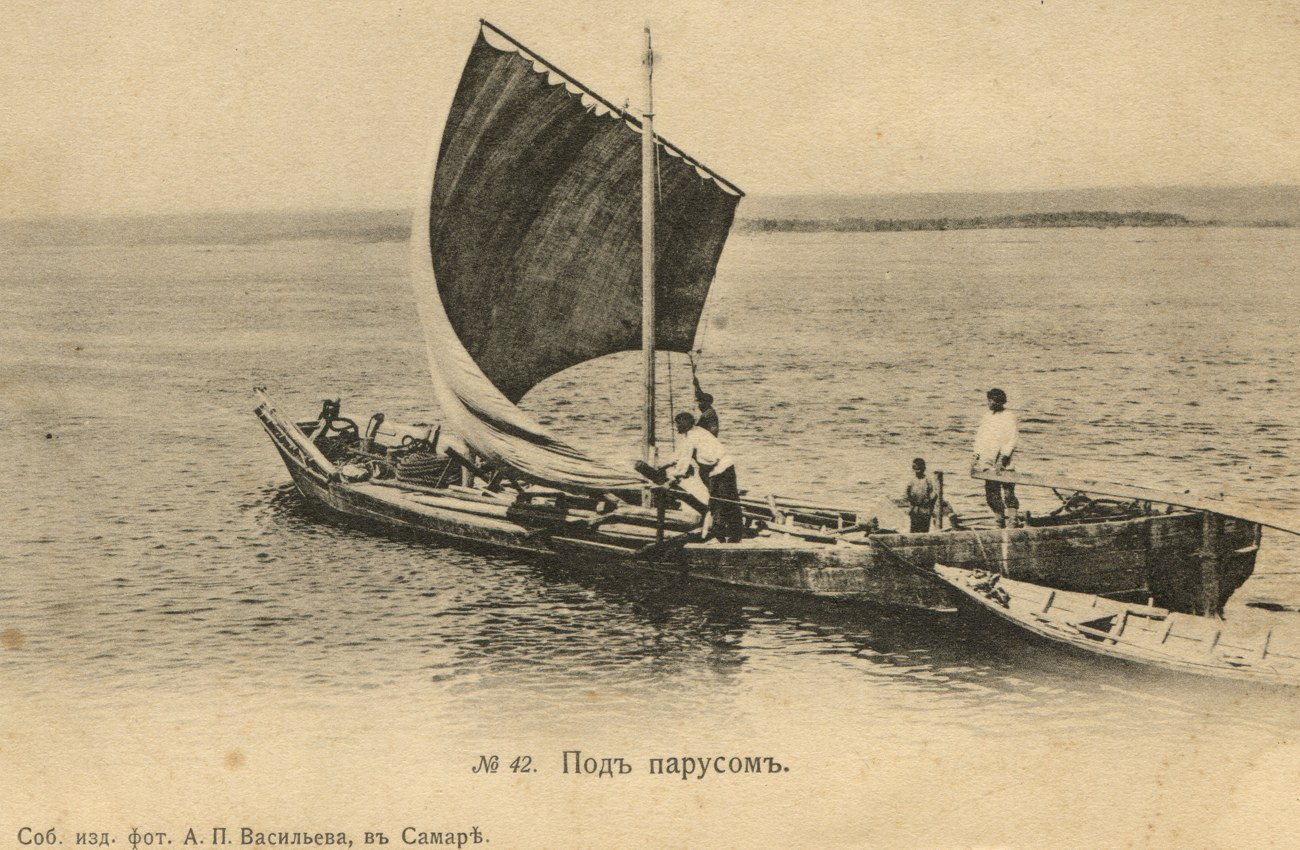 № 42. Подъ парусомъ.
Соб. изд. фот. А. П. Васильева, въ Самарѣ.